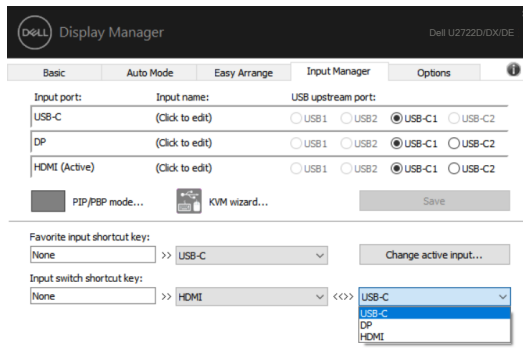 DELL Display Manager Dell U2722D/DX/DE
Basic Auto Mode Easy Arrange Input Manager Options i
Input port: Input name: USB upstream port:
USB-C (Click to edit) USB1 USB2 USB-C1 USB-C2
DP (Click to edit) USB1 USB2 USB-C1 USB-C2
HDMI (Active) (Click to edit) USB1 USB2 USB-C1 USB-C2
PIP/PBP mode... KVM wizard... Save
Favorite input shortcut key:
None >> USB-C Change active input...
Input switch shortcut key:
None >> HDMI <<>> USB-C
USB-C
DP
HDMI